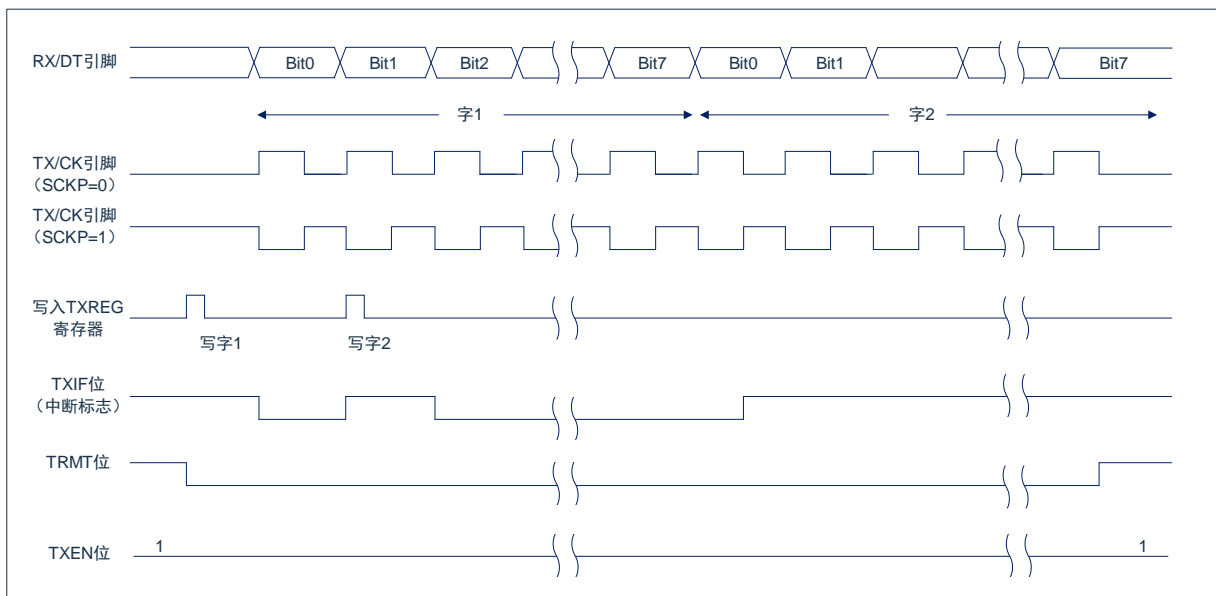 RX/DT引脚
Bit0 Bit1 Bit2 Bit7 Bit0 Bit1 Bit7
字1 字2
TX/CK引脚
（SCKP=0）
TX/CK引脚
（SCKP=1）
写入TXREG
寄存器
写字1 写字2
TXIF位
（中断标志）
TRMT位
TXEN位 1 1